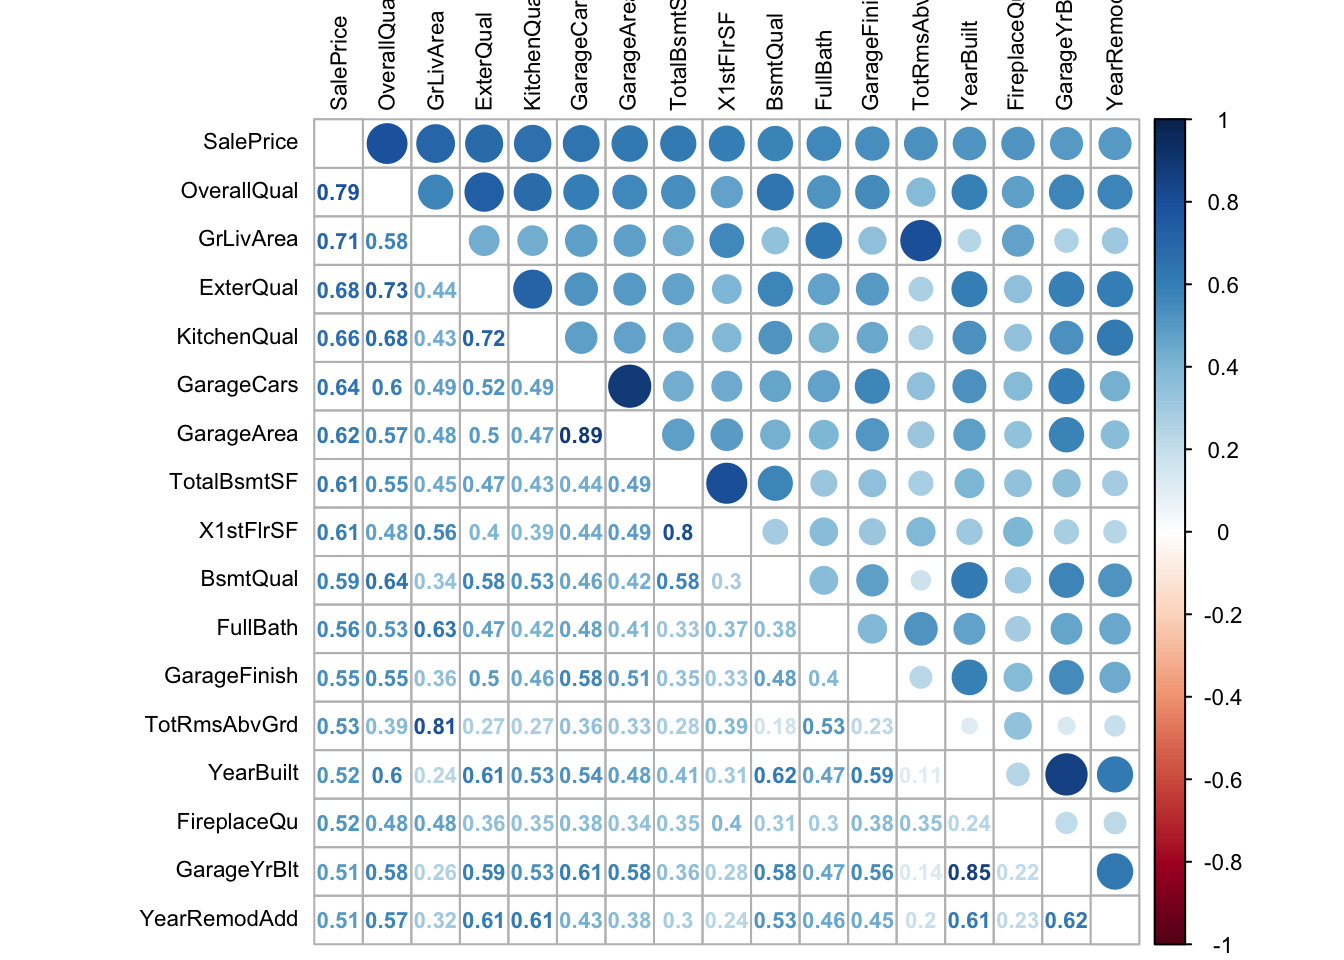 SalePrice
OverallQua
GrLivArea
ExterQual
KitchenQua
GarageCar
GarageArea
TotalBsmtS
X1stFlrSF
BsmtQual
FullBath
GarageFini
TotRmsAbv
YearBuilt
FireplaceQu
GarageYrB
YearRemod
SalePrice
OverallQual 0.79
GrLivArea 0.71 0.58
ExterQual 0.68 0.73 0.44
KitchenQual 0.66 0.68 0.43 0.72
GarageCars 0.64 0.6 0.49 0.52 0.49
GarageArea 0.62 0.57 0.48 0.5 0.47 0.89
TotalBsmtSF 0.61 0.55 0.45 0.47 0.43 0.44 0.49
X1stFlrSF 0.61 0.48 0.56 0.4 0.39 0.44 0.49 0.8
BsmtQual 0.59 0.64 0.34 0.58 0.53 0.46 0.42 0.58 0.3
FullBath 0.56 0.53 0.63 0.47 0.42 0.48 0.41 0.33 0.37 0.38
GarageFinish 0.55 0.55 0.36 0.5 0.46 0.58 0.51 0.35 0.33 0.48 0.4
TotRmsAbvGrd 0.53 0.39 0.81 0.27 0.27 0.36 0.33 0.28 0.39 0.18 0.53 0.23
YearBuilt 0.52 0.6 0.24 0.61 0.53 0.54 0.48 0.41 0.31 0.62 0.47 0.59 0.11
FireplaceQu 0.52 0.48 0.48 0.36 0.35 0.38 0.34 0.35 0.4 0.31 0.3 0.38 0.35 0.24
GarageYrBlt 0.51 0.58 0.26 0.59 0.53 0.61 0.58 0.36 0.28 0.58 0.47 0.56 0.14 0.85 0.22
YearRemodAdd 0.51 0.57 0.32 0.61 0.61 0.43 0.38 0.3 0.24 0.53 0.46 0.45 0.2 0.61 0.23 0.62
1
0.8
0.6
0.4
0.2
0
-0.2
-0.4
-0.6
-0.8
-1